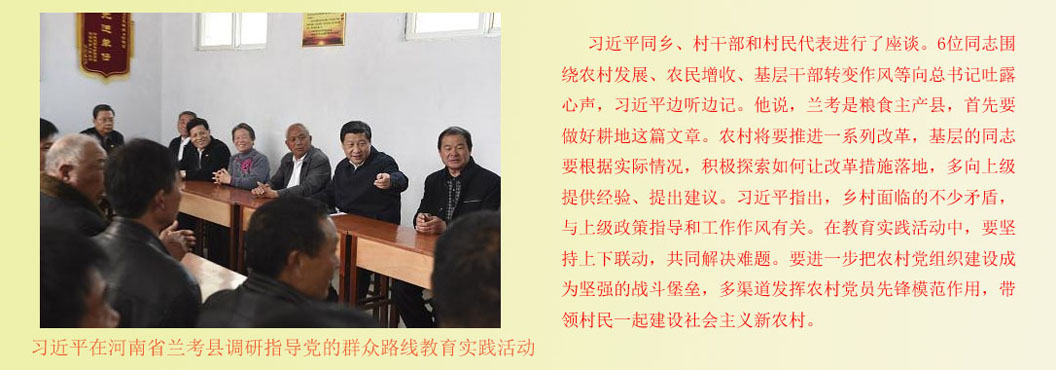 先进单位
习近平在河南省兰考县调研指导党的群众路线教育实践活动
习近平同乡、村干部和村民代表进行了座谈。6位同志围
绕农村发展、农民增收、基层干部转变作风等向总书记吐露
心声，习近平边听边记。他说，兰考是粮食主产县，首先要
做好耕地这篇文章。农村将要推进一系列改革，基层的同志
要根据实际情况，积极探索如何让改革措施落地，多向上级
提供经验、提出建议。习近平指出，乡村面临的不少矛盾，
与上级政策指导和工作作风有关。在教育实践活动中，要坚
持上下联动，共同解决难题。要进一步把农村党组织建设成
为坚强的战斗堡垒，多渠道发挥农村党员先锋模范作用，带
领村民一起建设社会主义新农村。